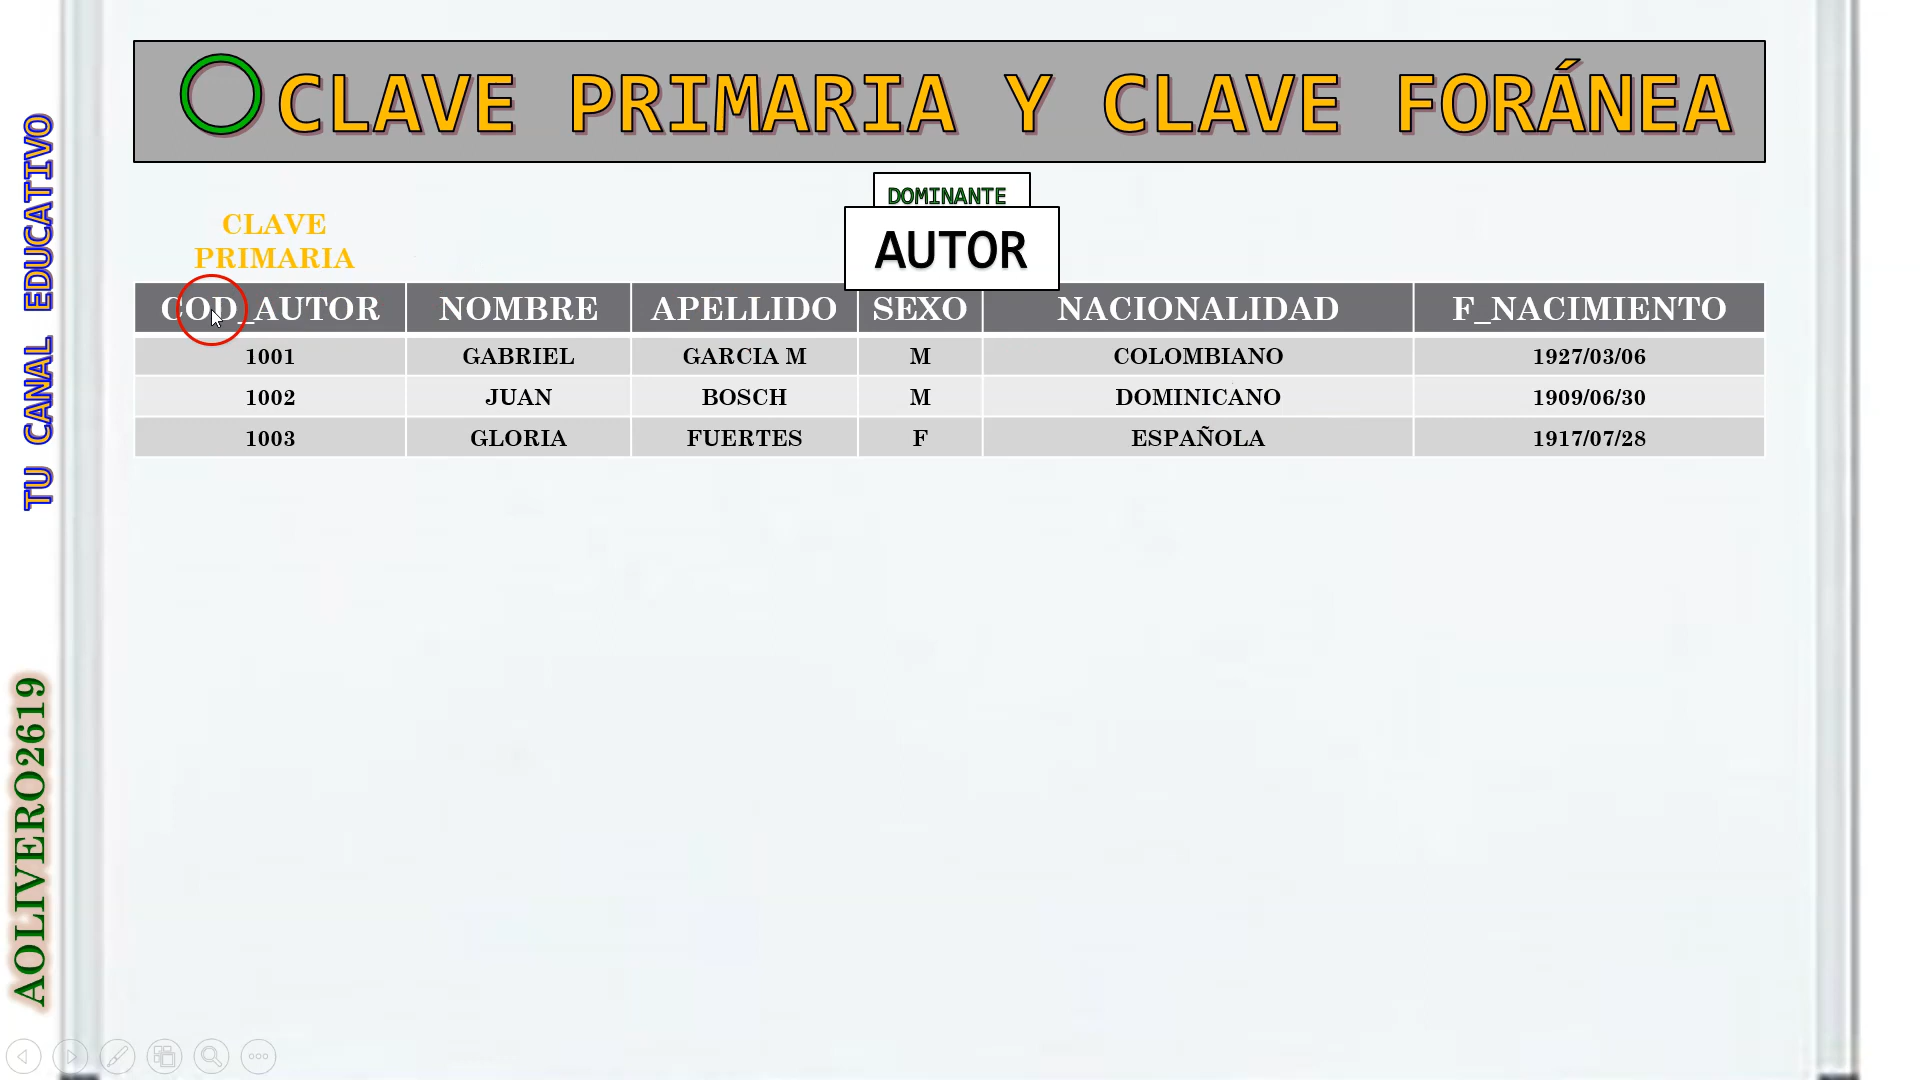 CLAVE PRIMARIA Y CLAVE FORÁNEA
DOMINANTE
AUTOR
CLAVE
PRIMARIA
COD_AUTOR NOMBRE APELLIDO SEXO NACIONALIDAD F_NACIMIENTO
1001 GABRIEL GARCIA M M COLOMBIANO 1927/03/06
1002 JUAN BOSCH M DOMINICANO 1909/06/30
1003 GLORIA FUERTES F ESPAÑOLA 1917/07/28
TU CANAL EDUCATIVO
AOLIVERO2619